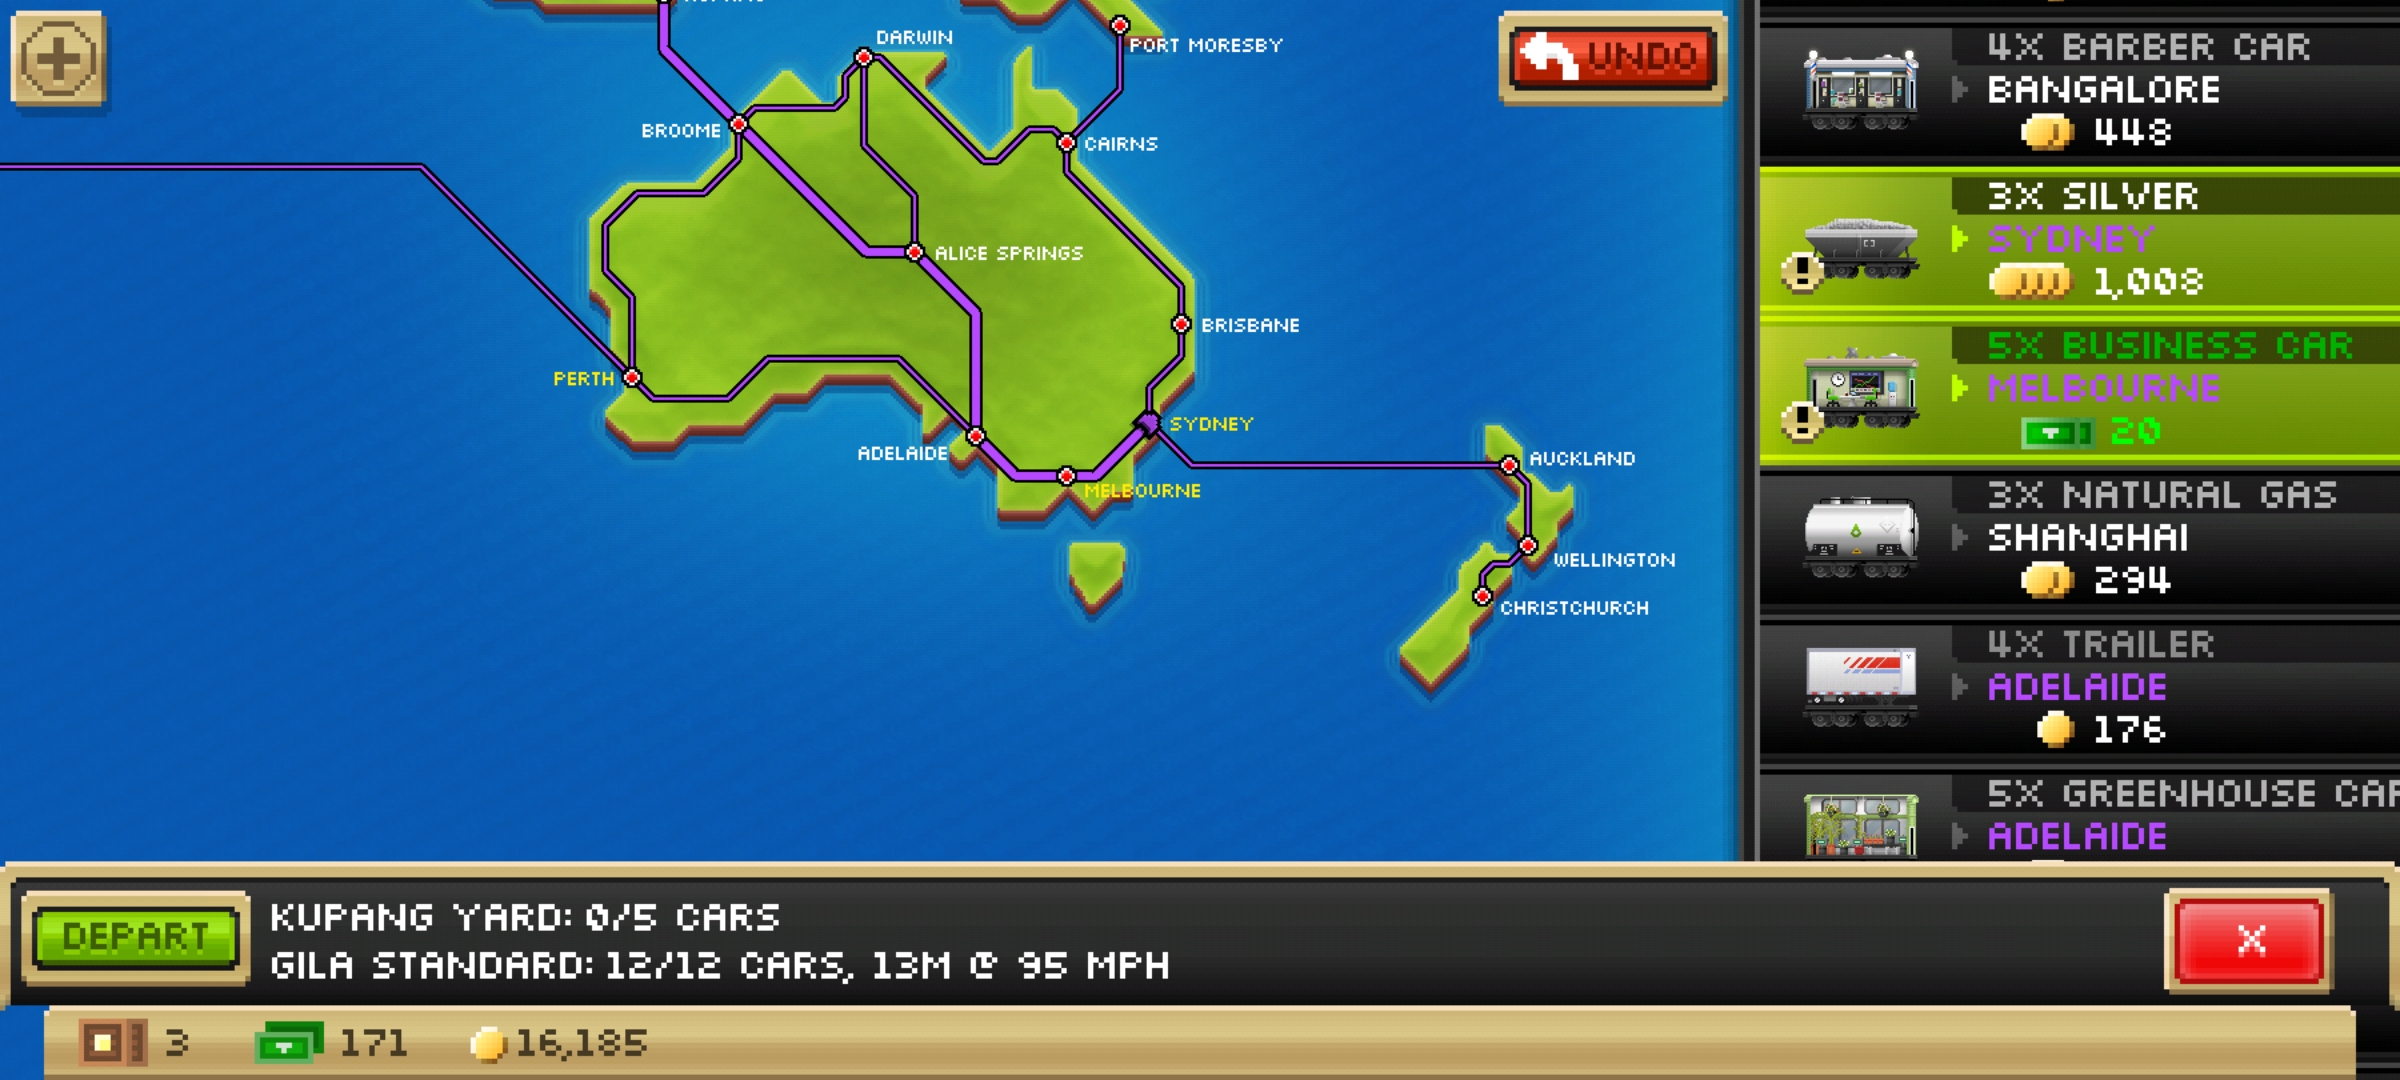 DARWIN
PORT MORESBY
BROOME
CAIRNS
ALICE SPRINGS
BRISBANE
PERTH
SYDNEY
ADELAIDE
MELBOURNE
AUCKLAND
WELLINGTON
CHRISTCHURCH
UNDO
4X BARBER CAR
BANGALORE
448
3X SILVER
SYDNEY
1,008
5X BUSINESS CAR
MELBOURNE
20
3X NATURAL GAS
SHANGHAI
294
4X TRAILER
ADELAIDE
176
5X GREENHOUSE CAR
ADELAIDE
DEPART
KUPANG YARD: 0/5 CARS
GILA STANDARD: 12/12 CARS, 13M @ 95 MPH
X
3
171
16,185